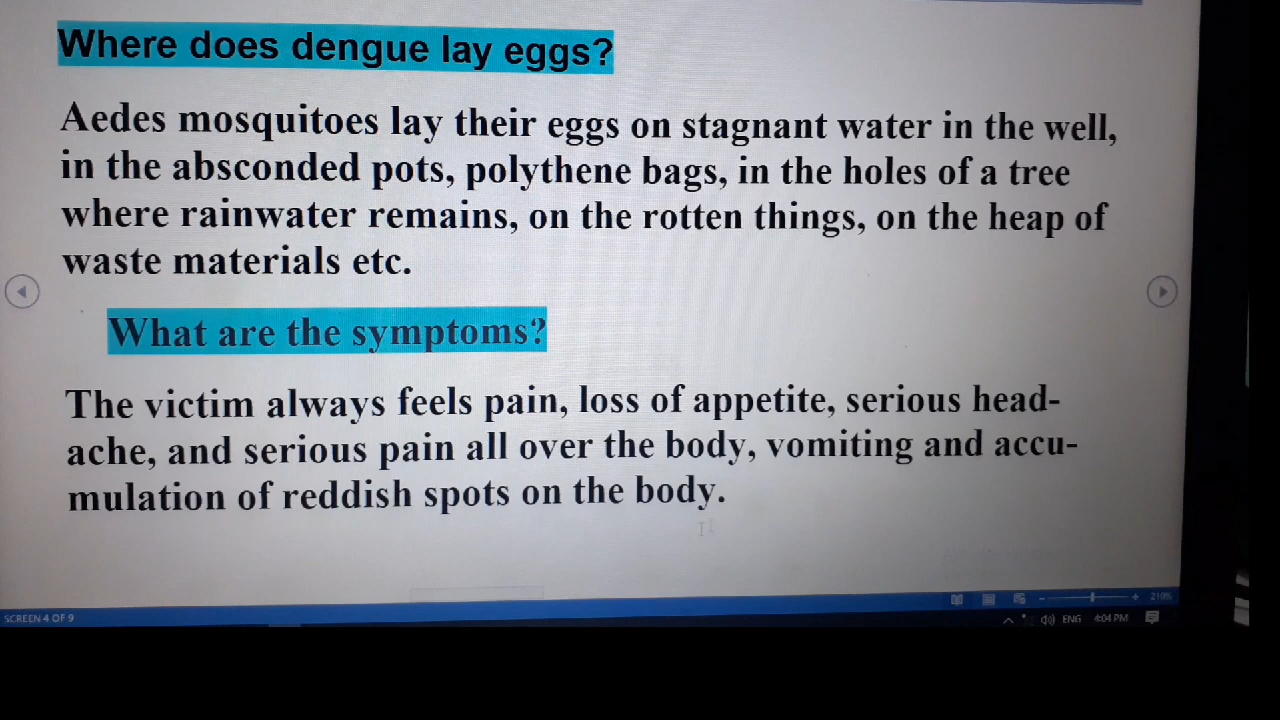 Where does dengue lay eggs?
Aedes mosquitoes lay their eggs on stagnant water in the well,
in the absconded pots, polythene bags, in the holes of a tree
where rainwater remains, on the rotten things, on the heap of
waste materials etc.
What are the symptoms?
The victim always feels pain, loss of appetite, serious head-
ache, and serious pain all over the body, vomiting and accu-
mulation of reddish spots on the body.
SCREEN 4 OF 9
210%
ENG
4:04 PM